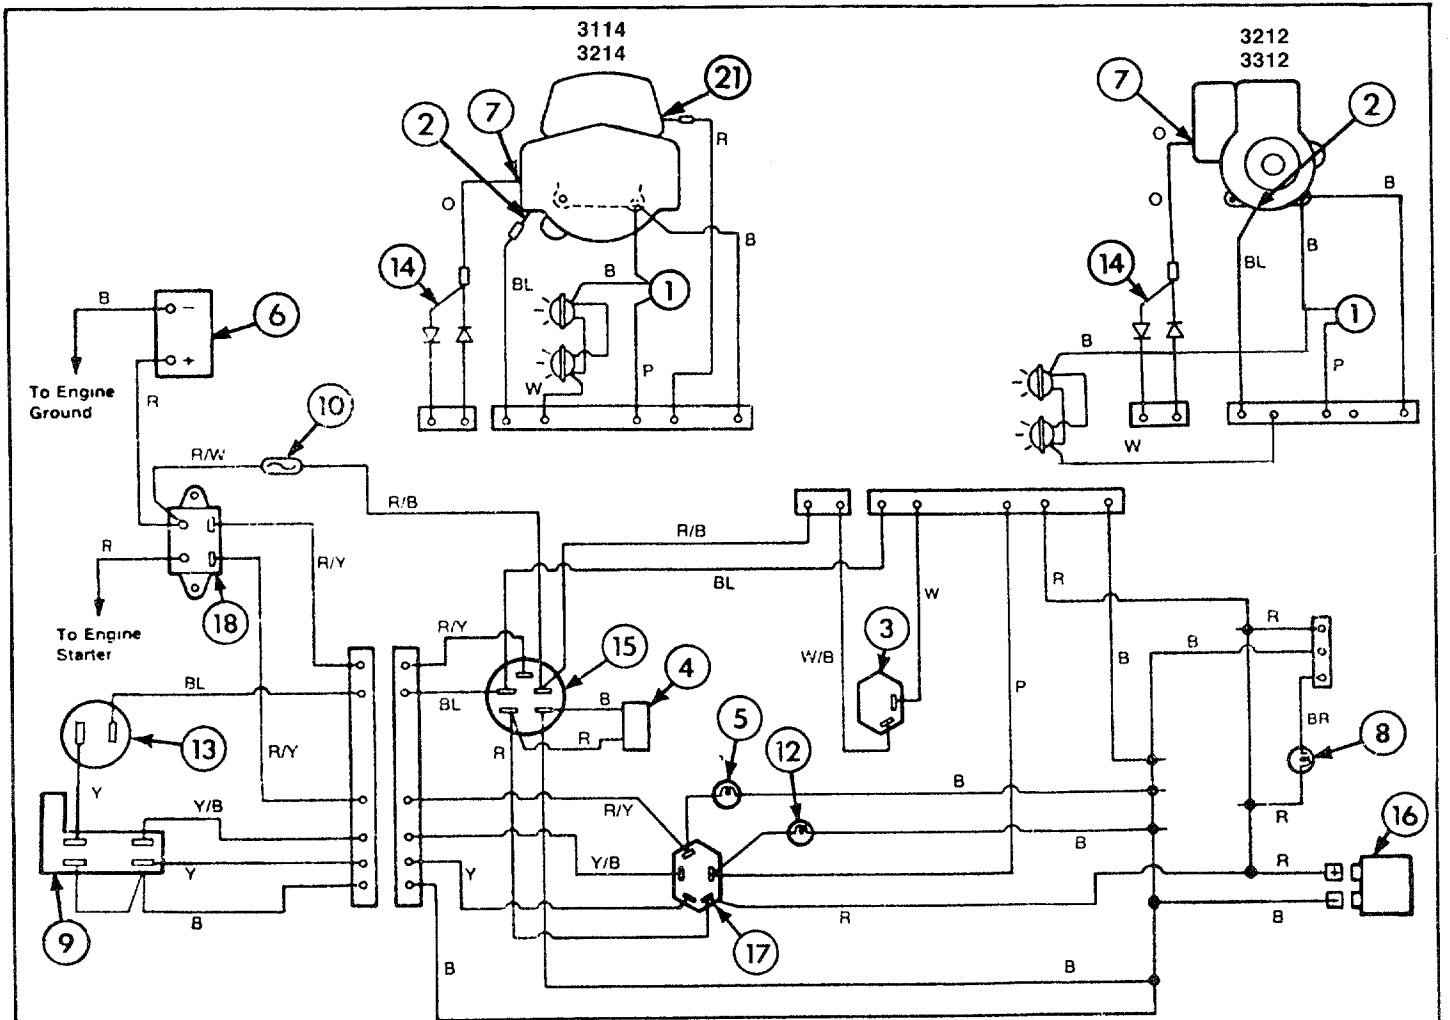 3114
3214
3212
3312
21
7
2
7
2
R
O
O
B
B
14
BL
B
1
B
BL
14
1
B
6
−
+
To Engine
Ground
R
10
W
P
B
P
W
R/W
R/B
R/B
R
R/Y
BL
R
W
To Engine
Starter
18
R/Y
15
4
3
W/B
B
B
R
BL
BL
B
P
13
R/Y
R
R
5
12
BR
8
Y
Y/B
R/Y
B
R
16
Y
Y/B
Y
B
R
B
R
B
+
−
9
17
B
B